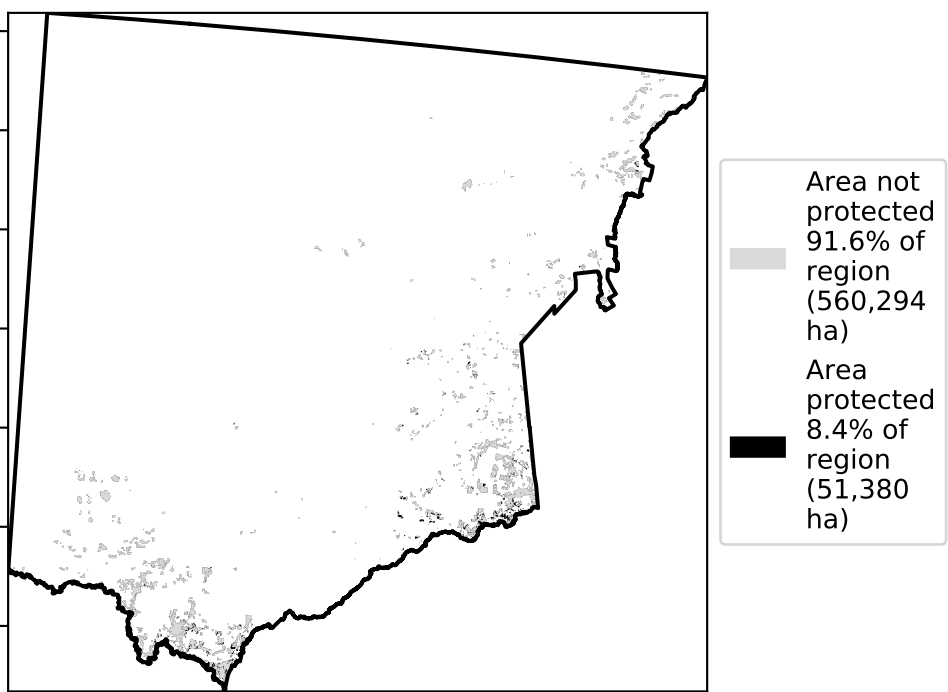 Area not
protected
91.6% of
region
(560,294
ha)
Area
protected
8.4% of
region
(51,380
ha)